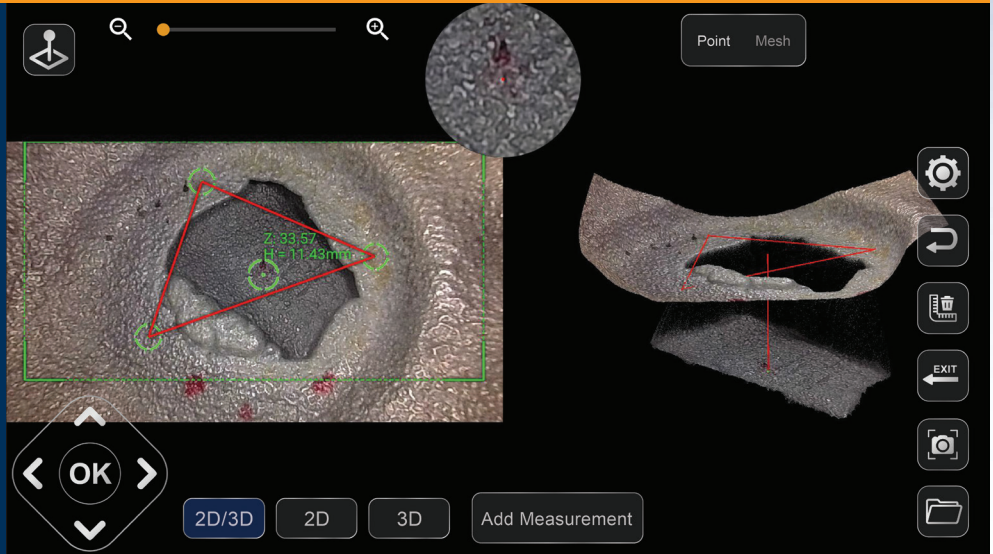 Point Mesh
Z: 33.57
H = 11.43mm
EXIT
OK
2D/3D 2D 3D Add Measurement